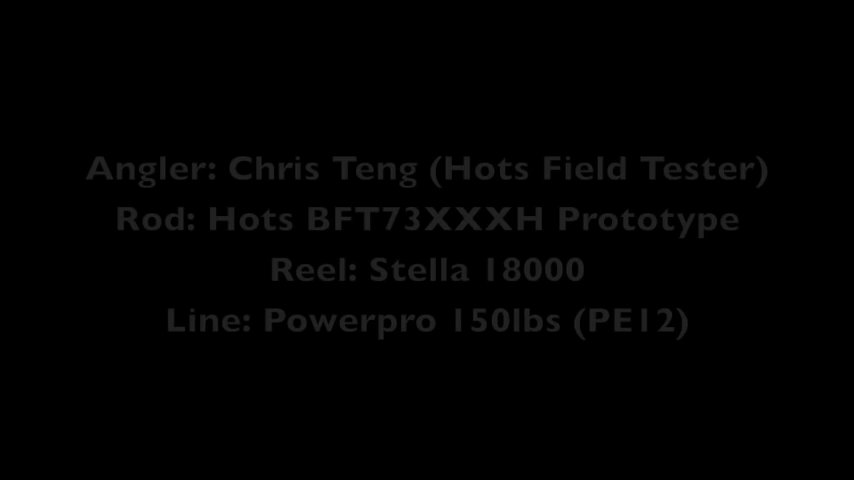 Angler: Chris Teng (Hots Field Tester)
Rod: Hots BFT73XXXH Prototype
Reel: Stella 18000
Line: Powerpro 150lbs (PE12)